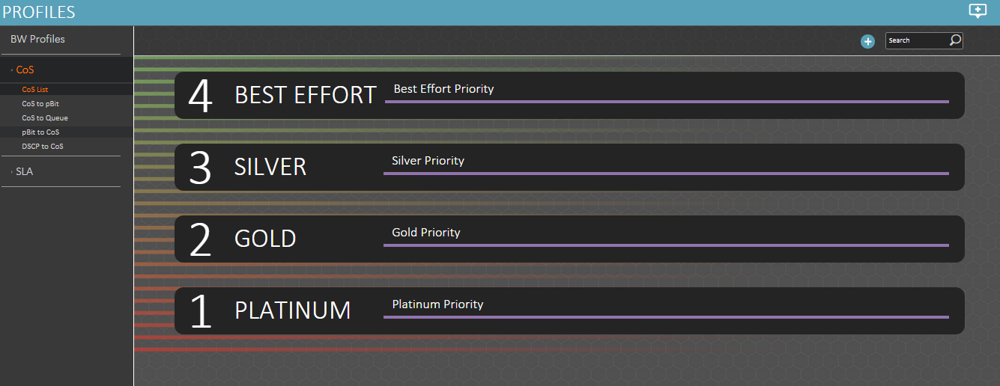 PROFILES
BW Profiles
CoS
CoS List
CoS to pBit
CoS to Queue
pBit to CoS
DSCP to CoS
SLA
Search
4 BEST EFFORT Best Effort Priority
3 SILVER Silver Priority
2 GOLD Gold Priority
1 PLATINUM Platinum Priority